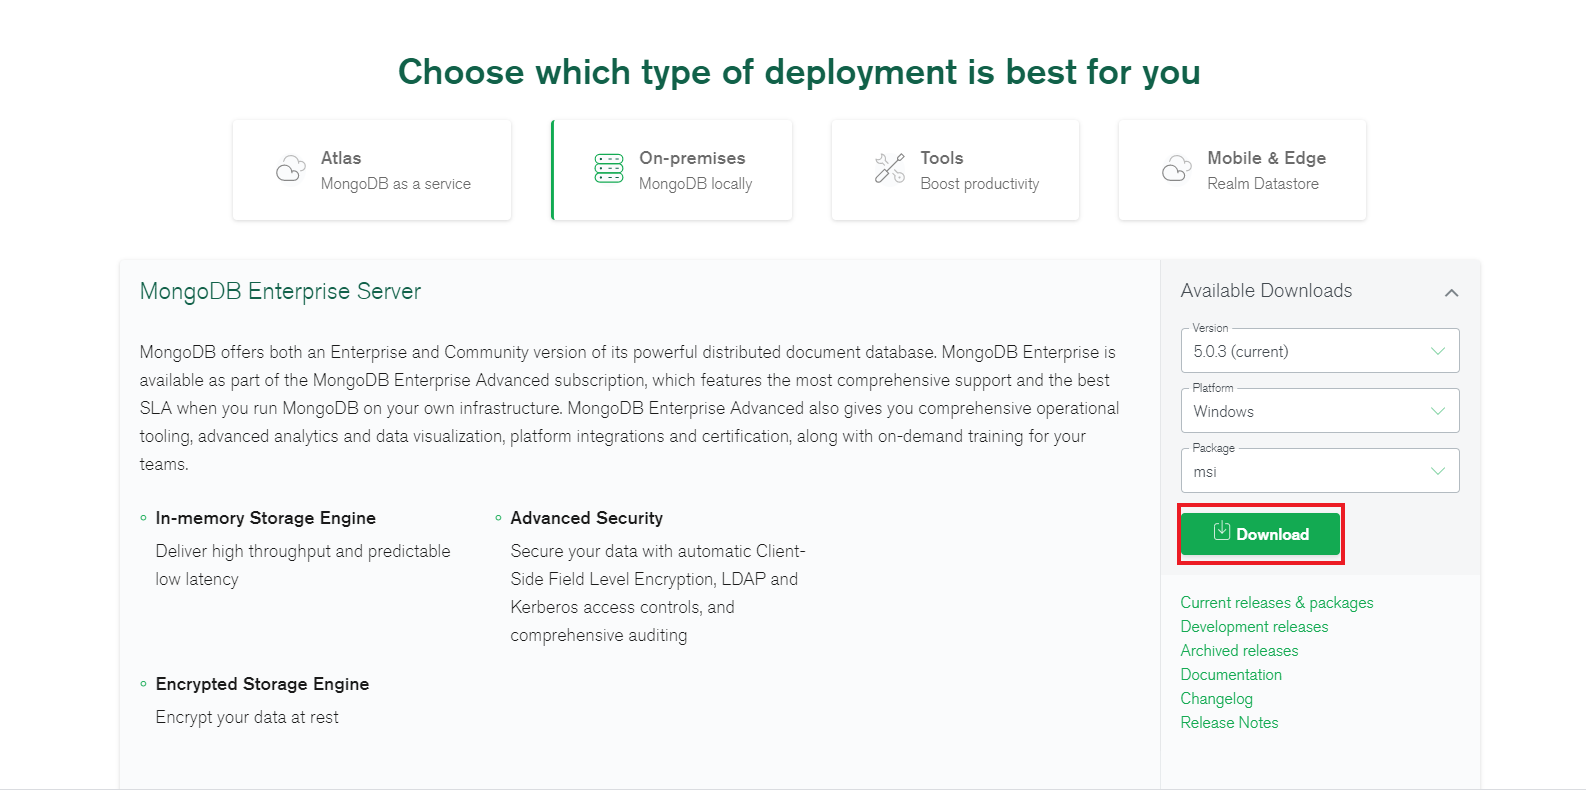 Choose which type of deployment is best for you
Atlas
MongoDB as a service
On-premises
MongoDB locally
Tools
Boost productivity
Mobile & Edge
Realm Datastore
MongoDB Enterprise Server
MongoDB offers both an Enterprise and Community version of its powerful distributed document database. MongoDB Enterprise is
available as part of the MongoDB Enterprise Advanced subscription, which features the most comprehensive support and the best
SLA when you run MongoDB on your own infrastructure. MongoDB Enterprise Advanced also gives you comprehensive operational
tooling, advanced analytics and data visualization, platform integrations and certification, along with on-demand training for your
teams.
In-memory Storage Engine
Deliver high throughput and predictable
low latency
Advanced Security
Secure your data with automatic Client-
Side Field Level Encryption, LDAP and
Kerberos access controls, and
comprehensive auditing
Encrypted Storage Engine
Encrypt your data at rest
Available Downloads
Version
5.0.3 (current)
Platform
Windows
Package
msi
Download
Current releases & packages
Development releases
Archived releases
Documentation
Changelog
Release Notes